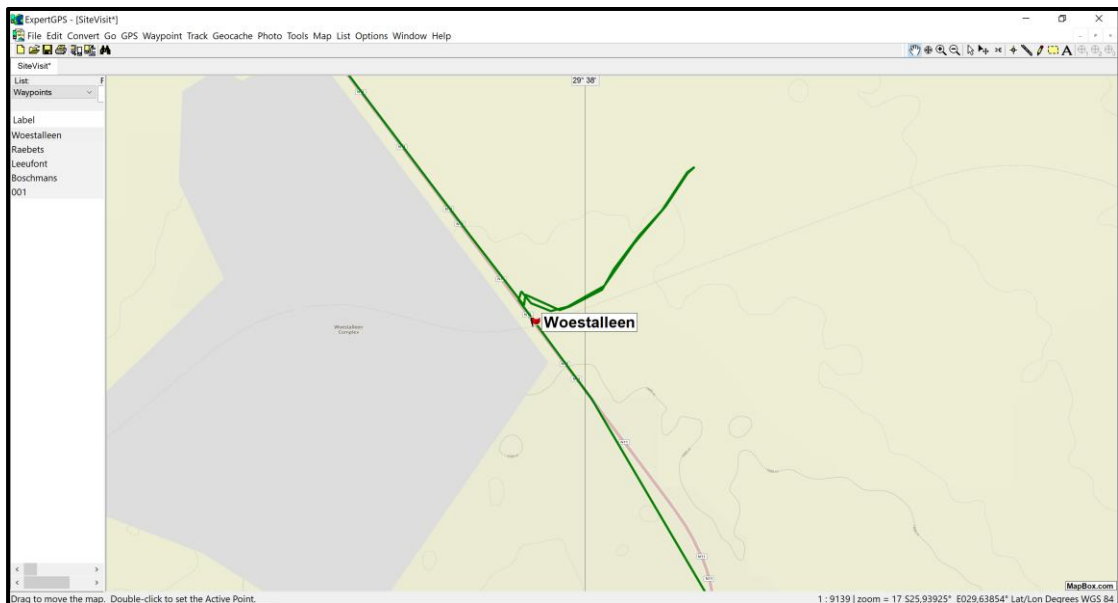 ExpertGPS - [SiteVisit*]
File Edit Convert Go GPS Waypoint Track Geocache Photo Tools Map List Options Window Help
SiteVisit*
List: F
Waypoints
Label
Woestalleen
Raebets
Leeufont
Boschmans
001
29° 38'
Woestalleen
Complex
Woestalleen
MapBox.com
Drag to move the map. Double-click to set the Active Point.
1 : 9139 | zoom = 17 S25,93925° E029,63854° Lat/Lon Degrees WGS 84